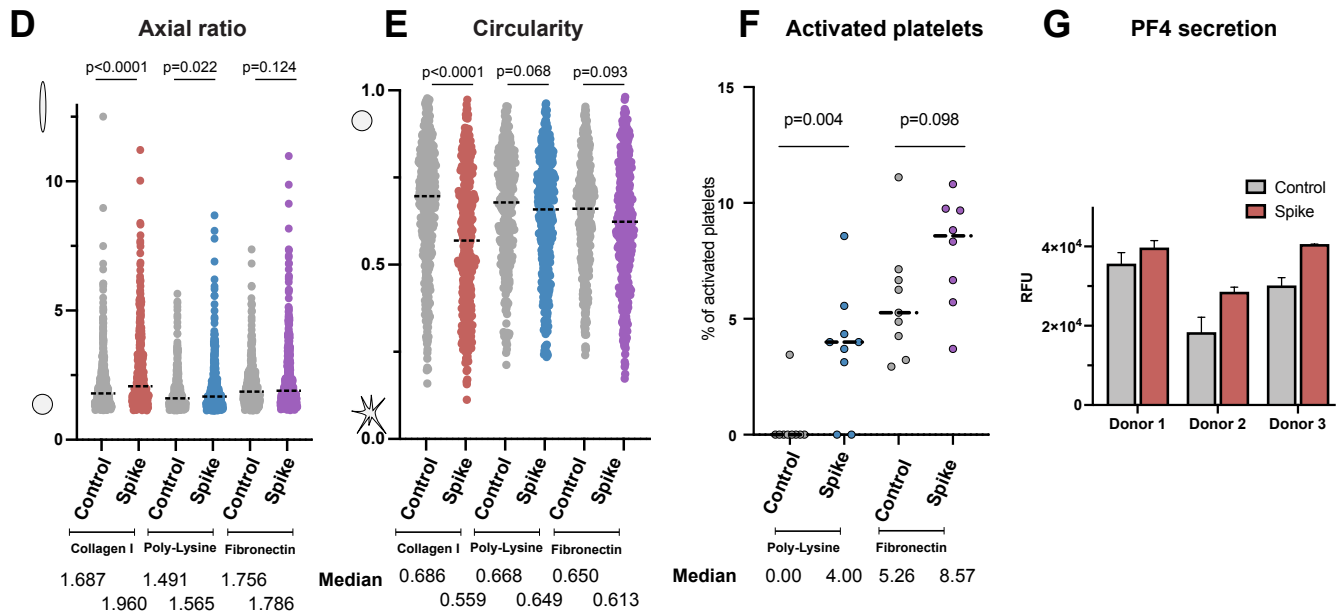 D Axial ratio
p<0.0001 p=0.022 p=0.124
10
5
0
Control Spike Control Spike Control Spike
Collagen I Poly-Lysine Fibronectin
1.687 1.491 1.756
1.960 1.565 1.786
E Circularity
p<0.0001 p=0.068 p=0.093
1.0
0.5
0.0
Control Spike Control Spike Control Spike
Collagen I Poly-Lysine Fibronectin
Median 0.686 0.668 0.650
0.559 0.649 0.613
F Activated platelets
% of activated platelets
15
p=0.004 p=0.098
10
5
0
Control Spike Control Spike
Poly-Lysine Fibronectin
Median 0.00 4.00 5.26 8.57
G PF4 secretion
Control
Spike
RFU
4×10⁴
2×10⁴
0
Donor 1 Donor 2 Donor 3